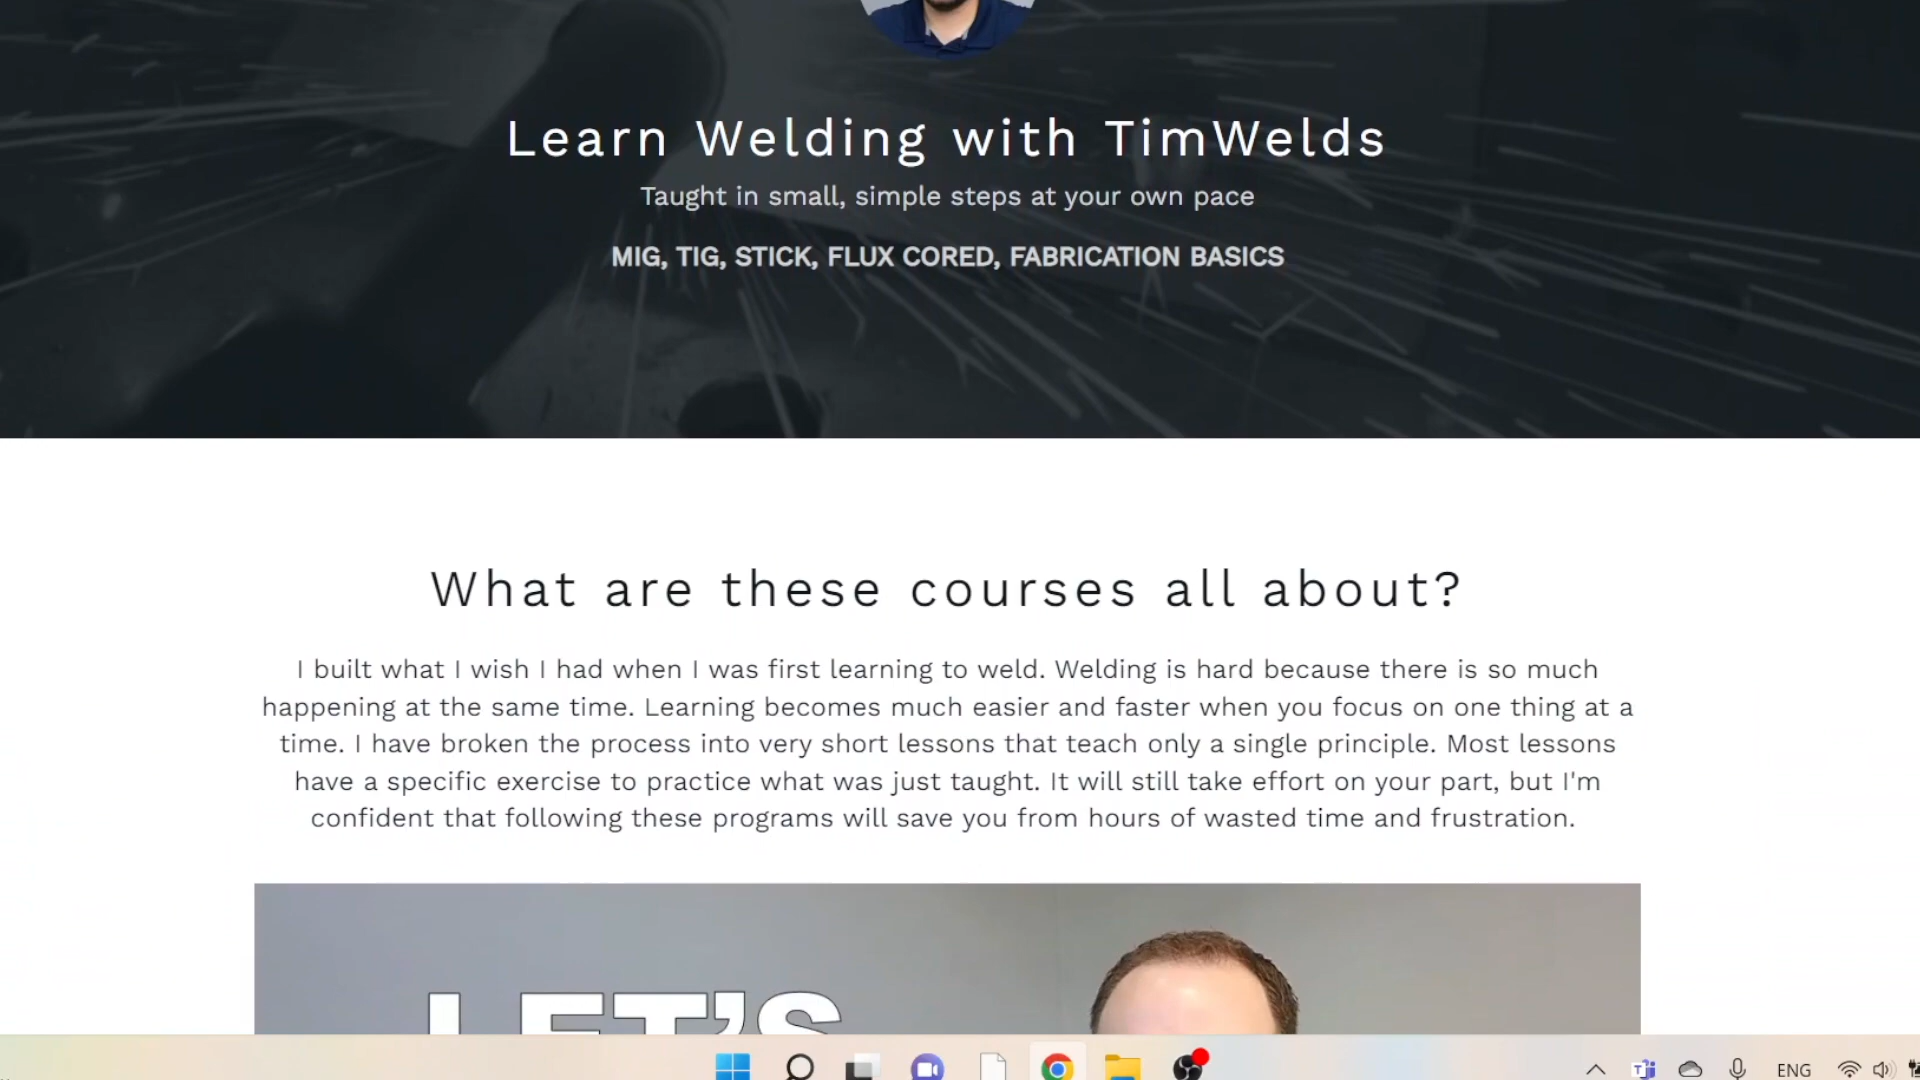 Learn Welding with TimWelds
Taught in small, simple steps at your own pace
MIG, TIG, STICK, FLUX CORED, FABRICATION BASICS
What are these courses all about?
I built what I wish I had when I was first learning to weld. Welding is hard because there is so much
happening at the same time. Learning becomes much easier and faster when you focus on one thing at a
time. I have broken the process into very short lessons that teach only a single principle. Most lessons
have a specific exercise to practice what was just taught. It will still take effort on your part, but I'm
confident that following these programs will save you from hours of wasted time and frustration.
LET'S
ENG